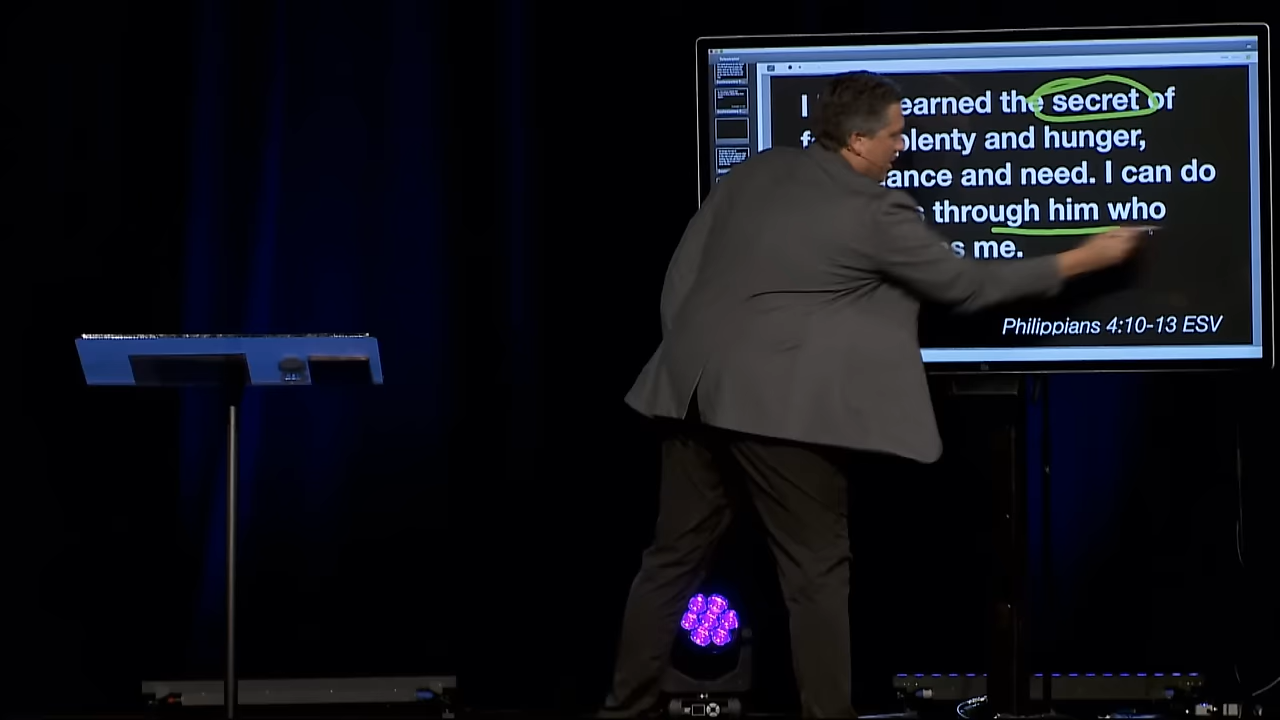 I earned the secret of
plenty and hunger,
ance and need. I can do
through him who
me.
Philippians 4:10-13 ESV